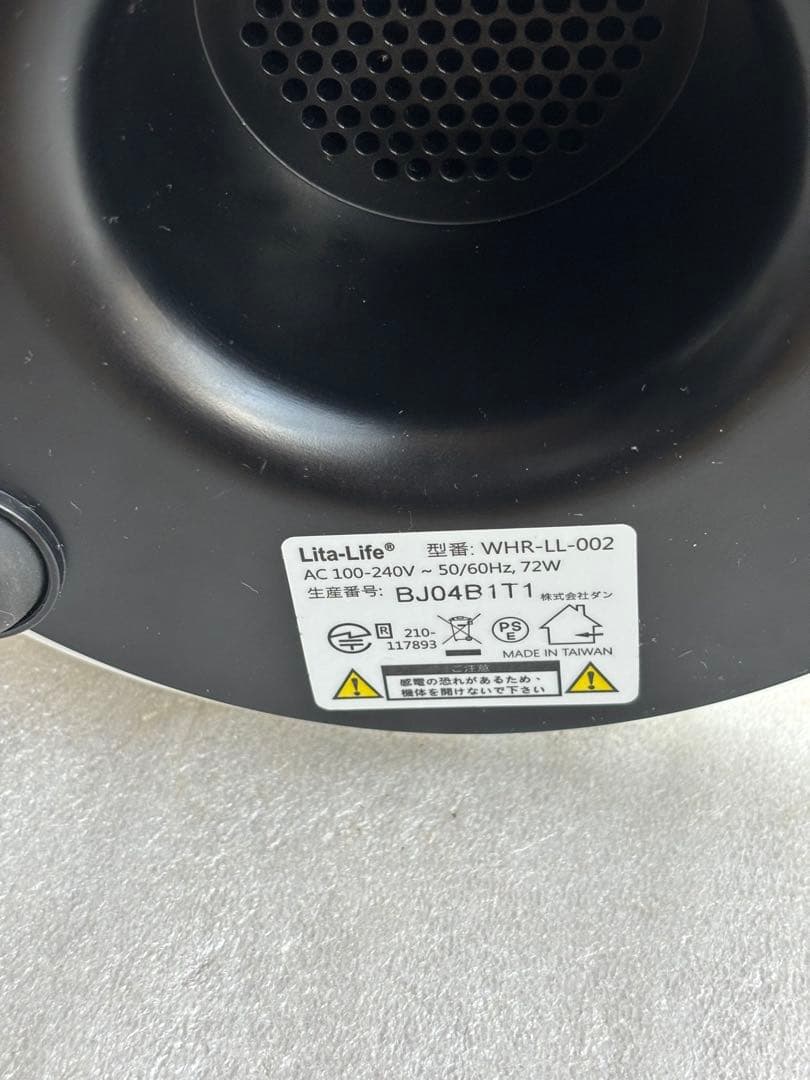 Lita-Life® 型番: WHR-LL-002
AC 100-240V ~ 50/60Hz, 72W
生産番号: BJ04B1T1 株式会社ダン
R 210-117893 PSE
MADE IN TAIWAN
ご注意
感電の恐れがあるため、
機体を開けないで下さい